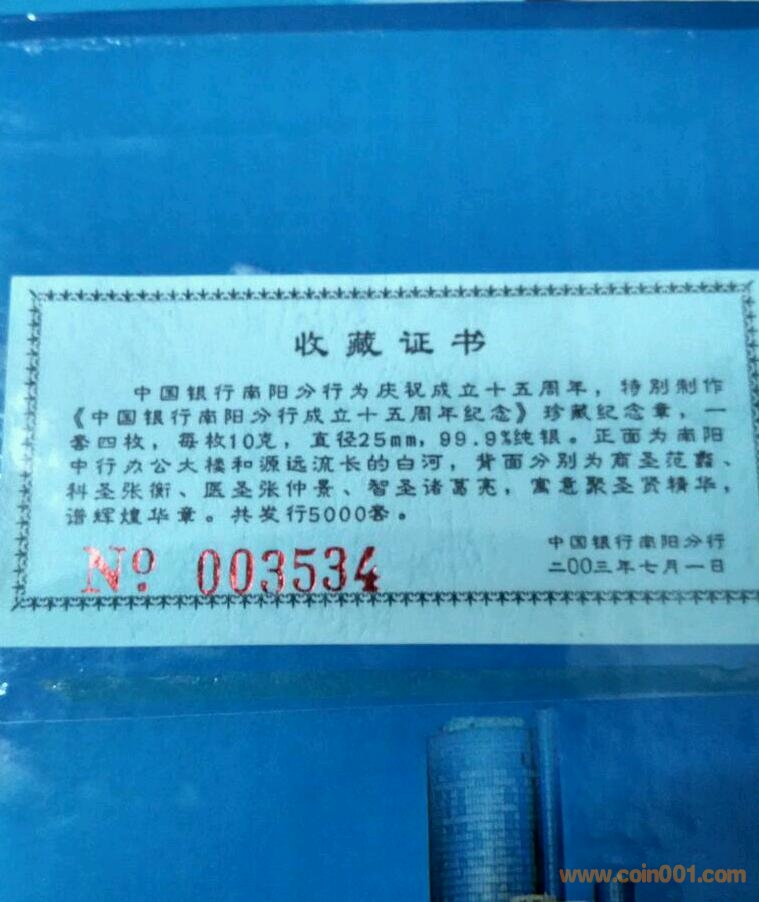 收藏证书
中国银行南阳分行为庆祝成立十五周年，特别制作
《中国银行南阳分行成立十五周年纪念》珍藏纪念章，一
套四枚，每枚10克，直径25mm，99.9%纯银。正面为南阳
中行办公大楼和源远流长的白河，背面分别为商圣范蠡、
科圣张衡、医圣张仲景、智圣诸葛亮，寓意聚圣贤精华，
谱辉煌华章。共发行5000套。
中国银行南阳分行
二00三年七月一日
Nº 003534
www.coin001.com